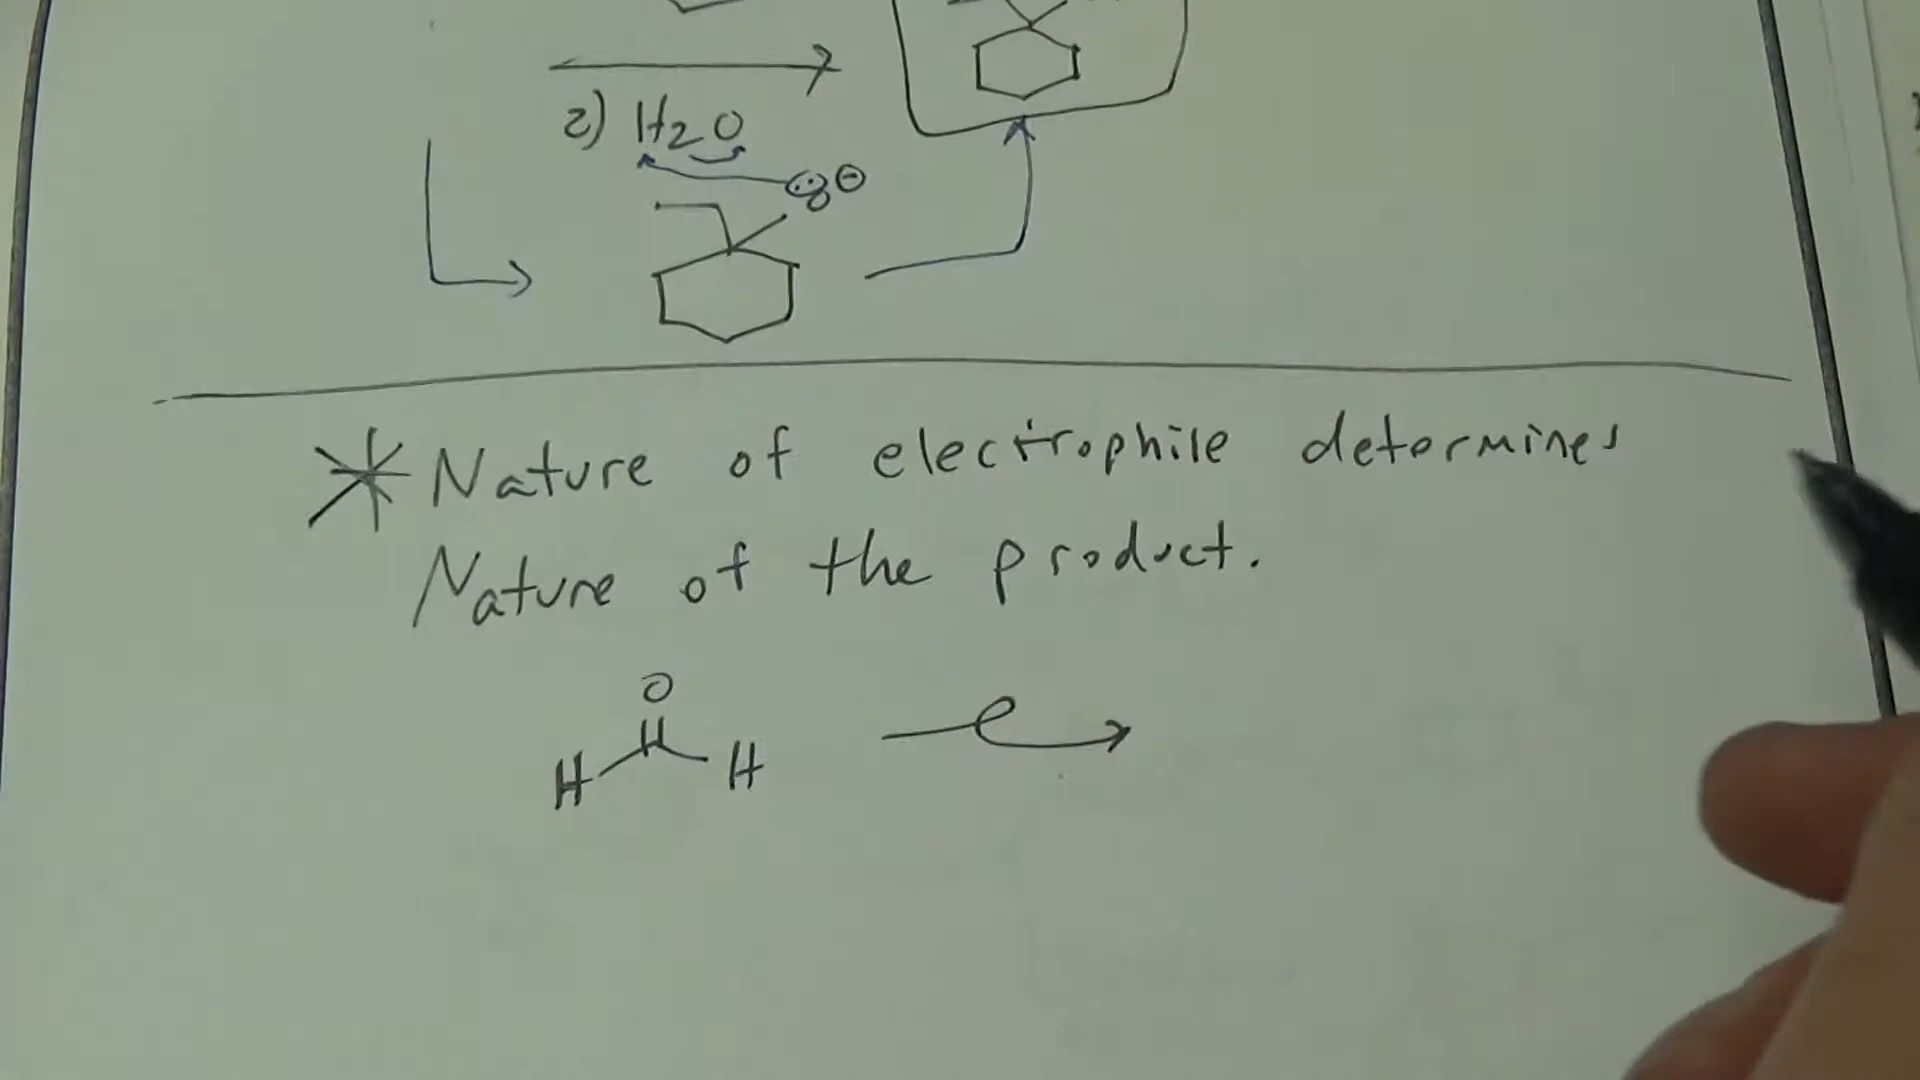 2) H2O
⊖
Nature of electrophile determines
Nature of the product.
O
H H